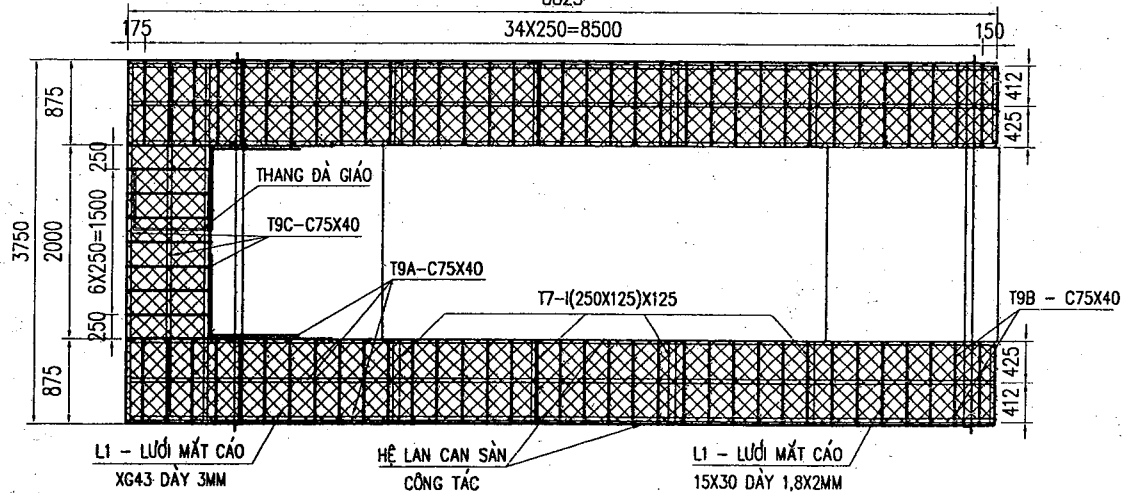 34X250=8500
175
150
875
412
425
250
THANG ĐÀ GIÁO
T9C-C75X40
3750
2000
6X250=1500
T9A-C75X40
T7-I(250X125)X125
T9B - C75X40
250
875
425
412
L1 - LƯỚI MẮT CÁO
XG43 DÀY 3MM
HỆ LAN CAN SÀN
CÔNG TÁC
L1 - LƯỚI MẮT CÁO
15X30 DÀY 1,8X2MM